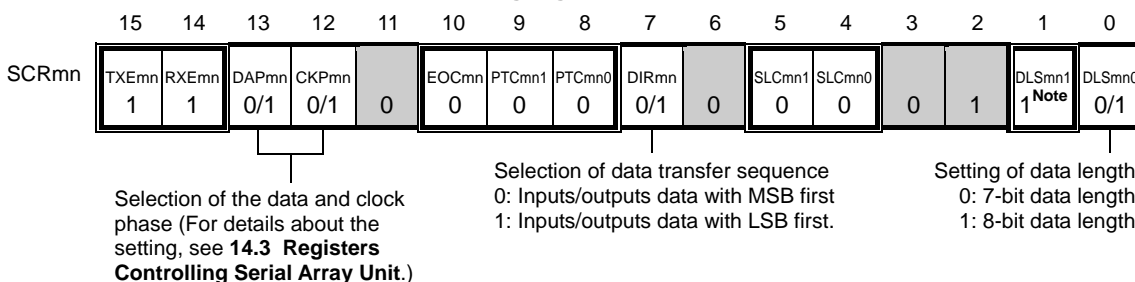 15 14 13 12 11 10 9 8 7 6 5 4 3 2 1 0
SCRmn TXEmn RXEmn DAPmn CKPmn EOCmn PTCmn1 PTCmn0 DIRmn SLCmn1 SLCmn0 DLSmn1 DLSmn0
1 1 0/1 0/1 0 0 0 0 0/1 0 0 0 0 1 1 Note 0/1
Selection of data transfer sequence
0: Inputs/outputs data with MSB first
1: Inputs/outputs data with LSB first.
Setting of data length
0: 7-bit data length
1: 8-bit data length
Selection of the data and clock
phase (For details about the
setting, see 14.3 Registers
Controlling Serial Array Unit.)